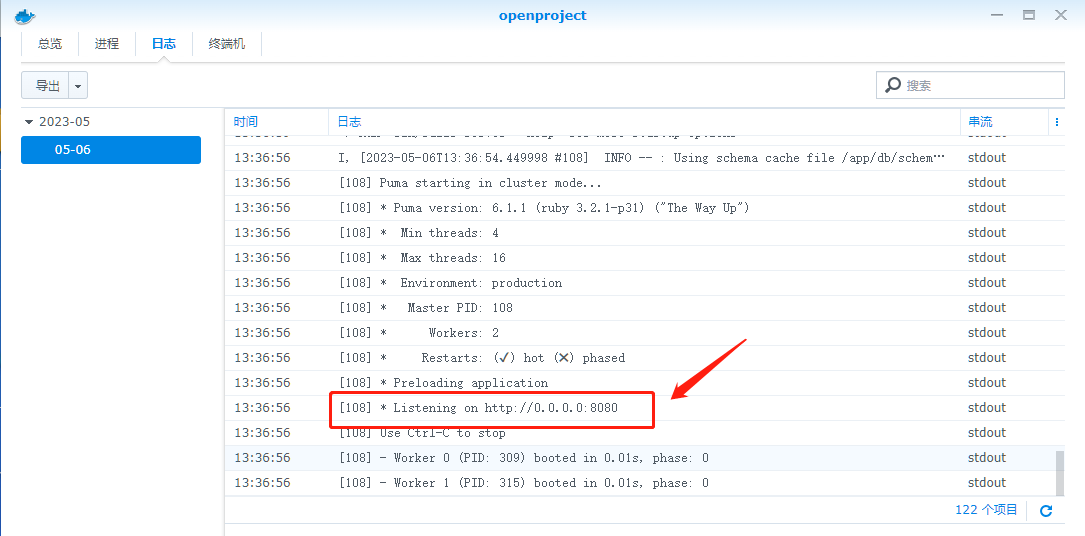 openproject
总览 进程 日志 终端机
导出 搜索
2023-05
05-06
时间 日志 串流
13:36:56 I, [2023-05-06T13:36:54.449998 #108]  INFO -- : Using schema cache file /app/db/schem… stdout
13:36:56 [108] Puma starting in cluster mode... stdout
13:36:56 [108] * Puma version: 6.1.1 (ruby 3.2.1-p31) ("The Way Up") stdout
13:36:56 [108] *  Min threads: 4 stdout
13:36:56 [108] *  Max threads: 16 stdout
13:36:56 [108] *  Environment: production stdout
13:36:56 [108] *   Master PID: 108 stdout
13:36:56 [108] *      Workers: 2 stdout
13:36:56 [108] *     Restarts: (✔) hot (✖) phased stdout
13:36:56 [108] * Preloading application stdout
13:36:56 [108] * Listening on http://0.0.0.0:8080 stdout
13:36:56 [108] Use Ctrl-C to stop stdout
13:36:56 [108] - Worker 0 (PID: 309) booted in 0.01s, phase: 0 stdout
13:36:56 [108] - Worker 1 (PID: 315) booted in 0.01s, phase: 0 stdout
122 个项目